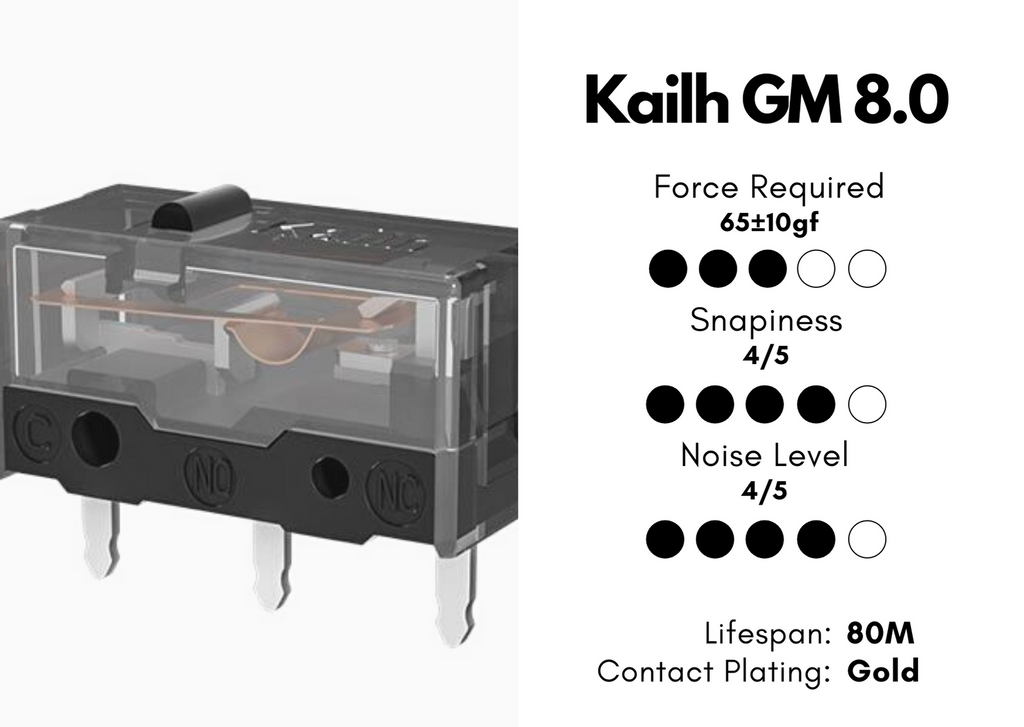 Kailh GM 8.0
Force Required
65±10gf
Snapiness
4/5
Noise Level
4/5
Lifespan: 80M
Contact Plating: Gold
Kailh
C
NO
NC